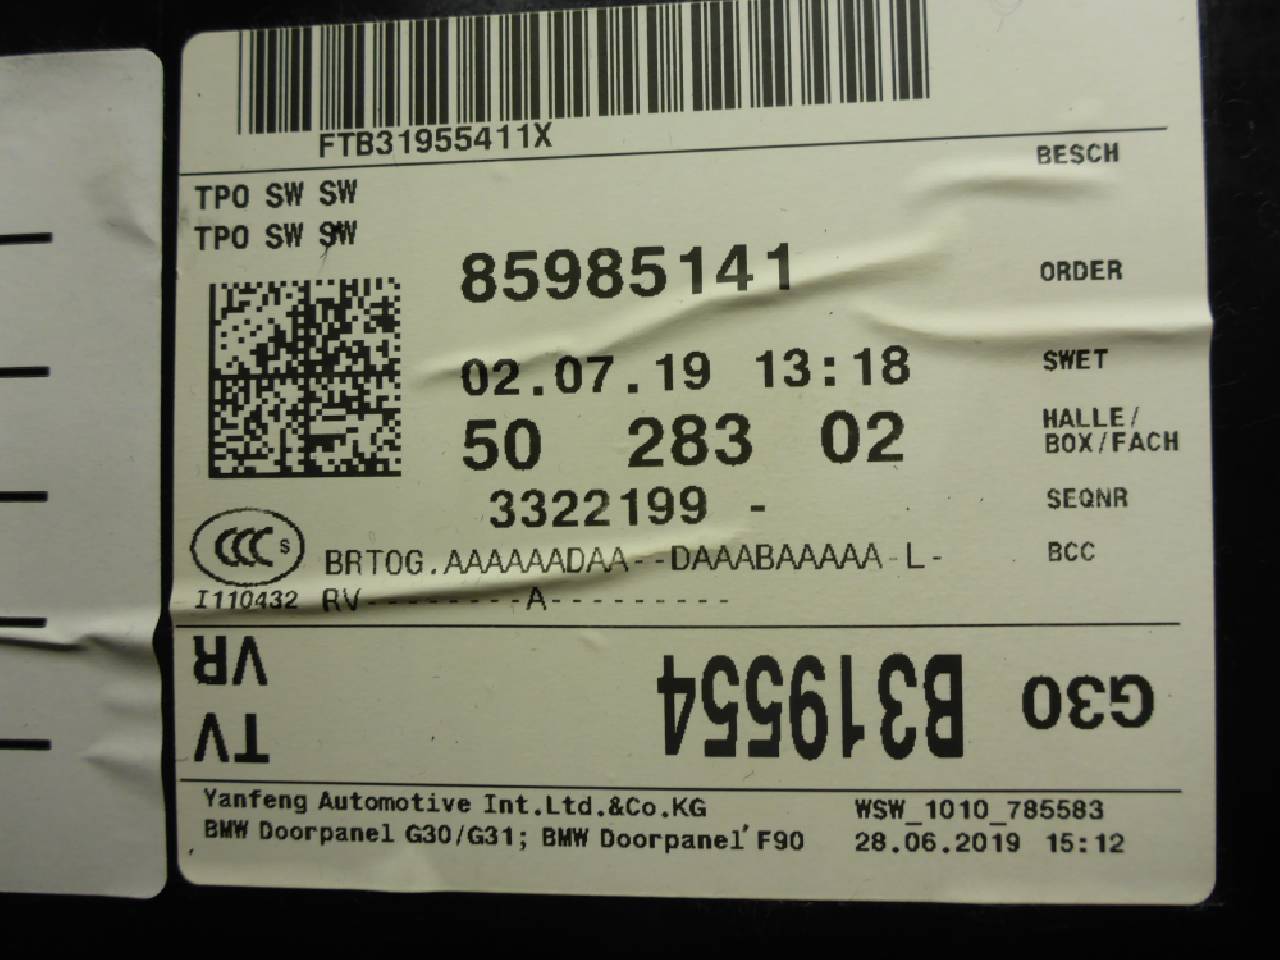 FTB31955411X
BESCH
TPO SW SW
TPO SW SW
85985141 ORDER
02.07.19 13:18 SWET
50 283 02 HALLE/
BOX/FACH
3322199 - SEQNR
CCC S
BRTOG.AAAAAADAA--DAAABAAAAA-L- BCC
I110432 RV--------A----------
G30 B319554 TV VR
Yanfeng Automotive Int.Ltd.&Co.KG WSW_1010_785583
BMW Doorpanel G30/G31; BMW Doorpanel F90 28.06.2019 15:12